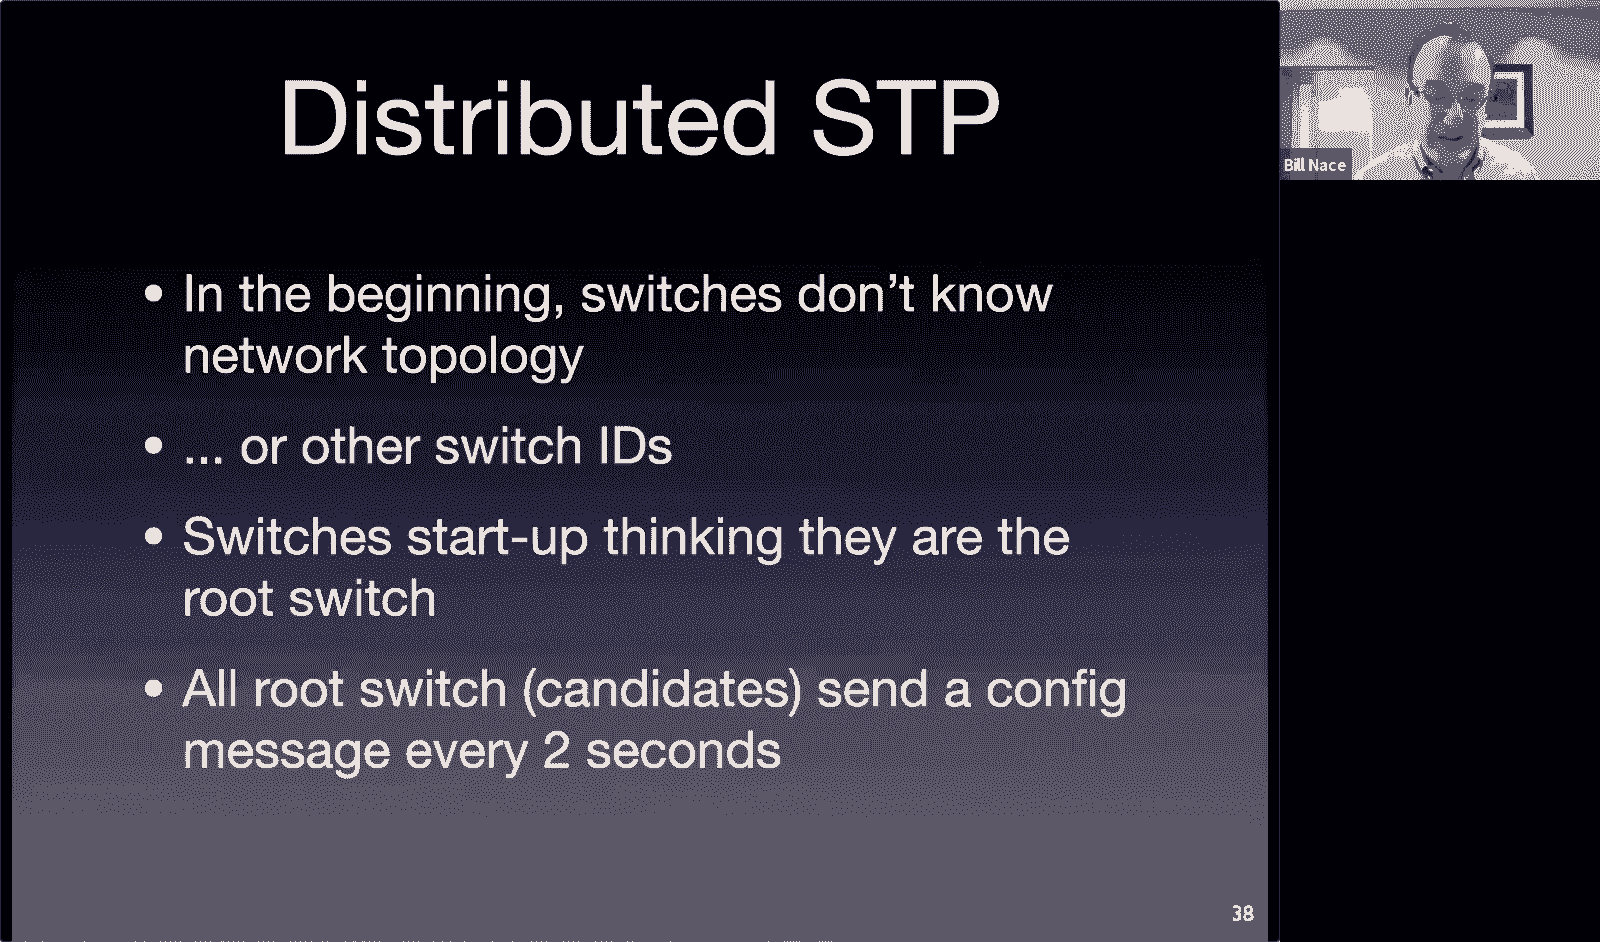 Distributed STP
Bill Nace
• In the beginning, switches don’t know
network topology
• ... or other switch IDs
• Switches start-up thinking they are the
root switch
• All root switch (candidates) send a config
message every 2 seconds
38